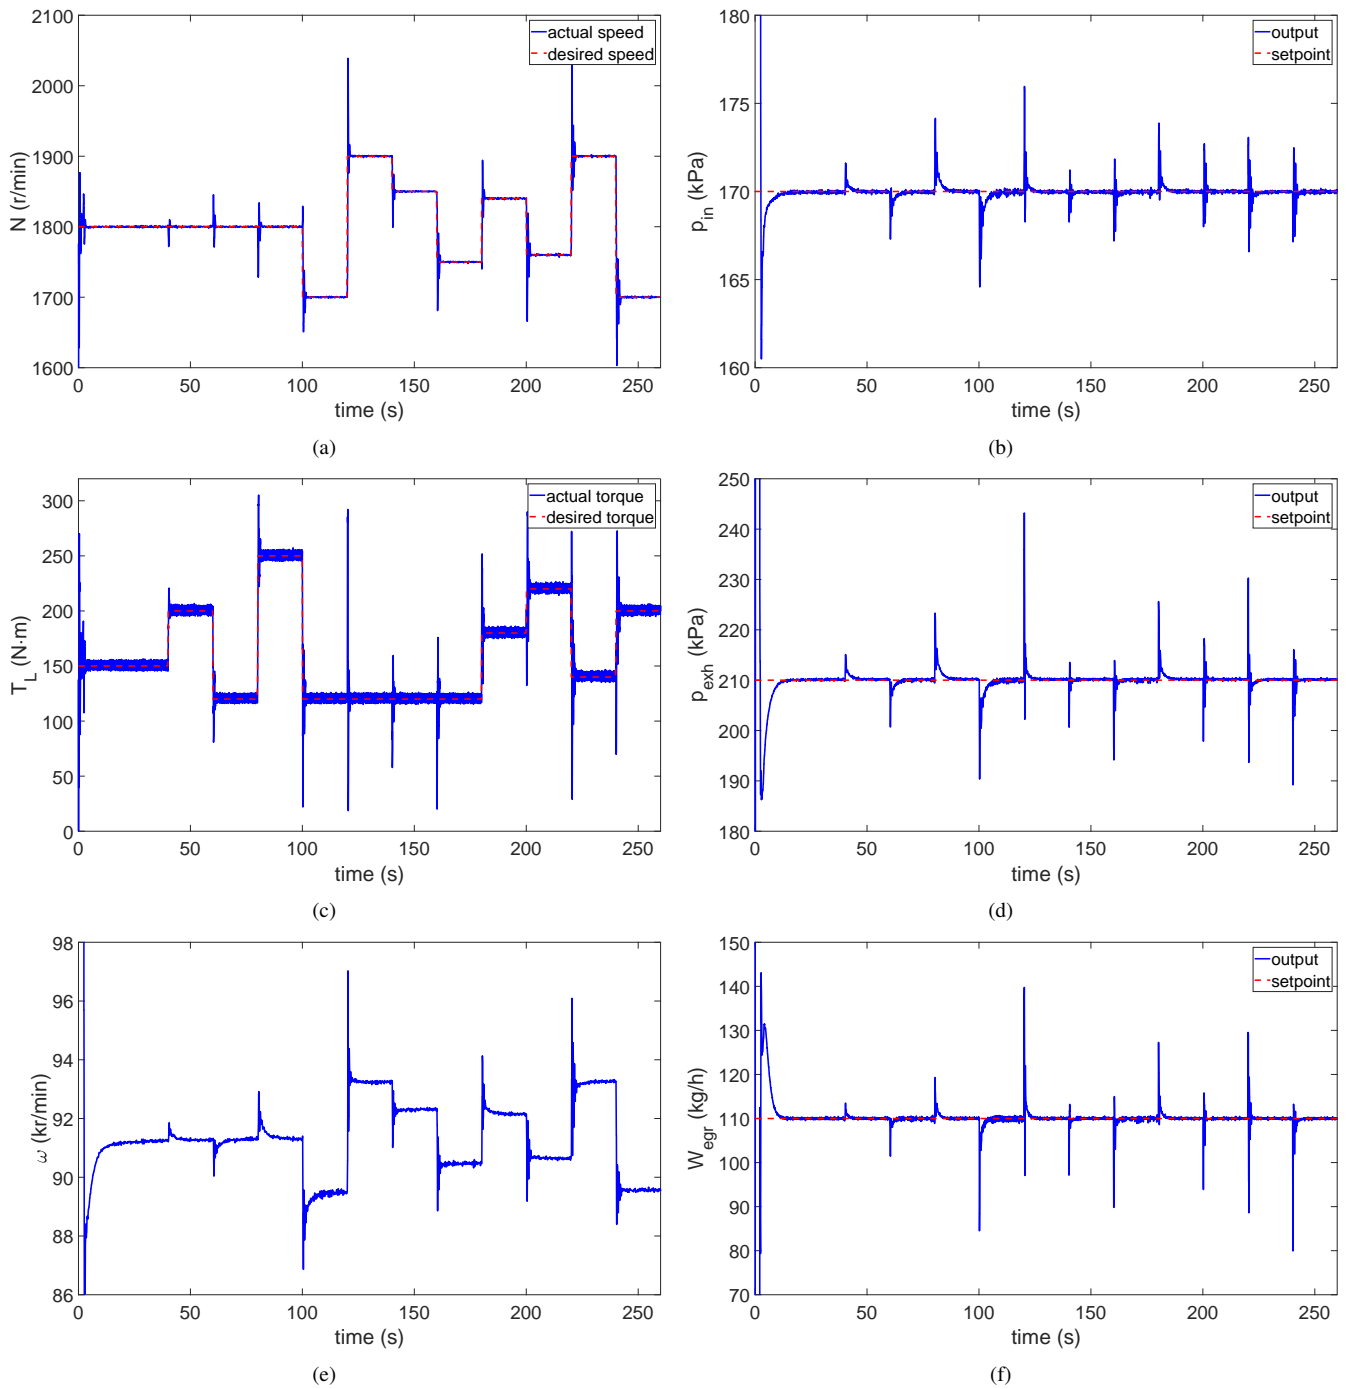 2100
2000
1900
1800
1700
1600
N (r/min)
actual speed
desired speed
0 50 100 150 200 250
time (s)
(a)
180
175
170
165
160
p_in (kPa)
output
setpoint
0 50 100 150 200 250
time (s)
(b)
300
250
200
150
100
50
0
T_L (N·m)
actual torque
desired torque
0 50 100 150 200 250
time (s)
(c)
250
240
230
220
210
200
190
180
p_exh (kPa)
output
setpoint
0 50 100 150 200 250
time (s)
(d)
98
96
94
92
90
88
86
ω (kr/min)
0 50 100 150 200 250
time (s)
(e)
150
140
130
120
110
100
90
80
70
W_egr (kg/h)
output
setpoint
0 50 100 150 200 250
time (s)
(f)